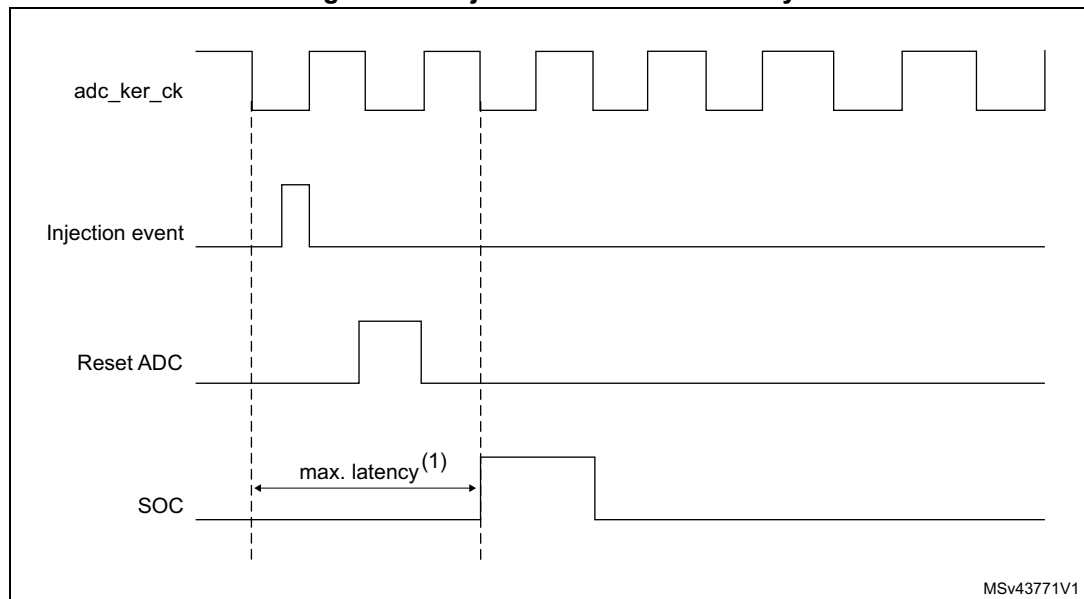 adc_ker_ck
Injection event
Reset ADC
max. latency(1)
SOC
MSv43771V1